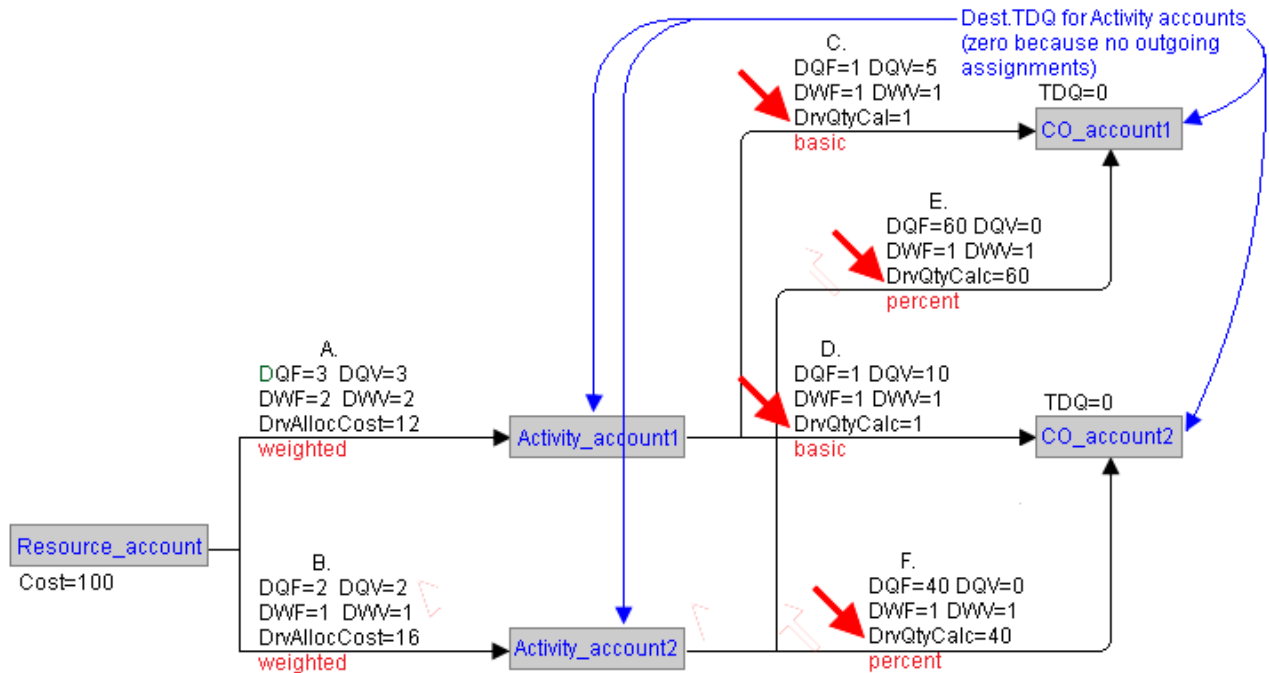 Dest.TDQ for Activity accounts
(zero because no outgoing
assignments)
C.
DQF=1 DQV=5
DWF=1 DWV=1
DrvQtyCal=1
basic
TDQ=0
CO_account1
E.
DQF=60 DQV=0
DWF=1 DWV=1
DrvQtyCalc=60
percent
A.
DQF=3 DQV=3
DWF=2 DWV=2
DrvAllocCost=12
weighted
Activity_account1
D.
DQF=1 DQV=10
DWF=1 DWV=1
DrvQtyCalc=1
basic
TDQ=0
CO_account2
Resource_account
Cost=100
B.
DQF=2 DQV=2
DWF=1 DWV=1
DrvAllocCost=16
weighted
Activity_account2
F.
DQF=40 DQV=0
DWF=1 DWV=1
DrvQtyCalc=40
percent